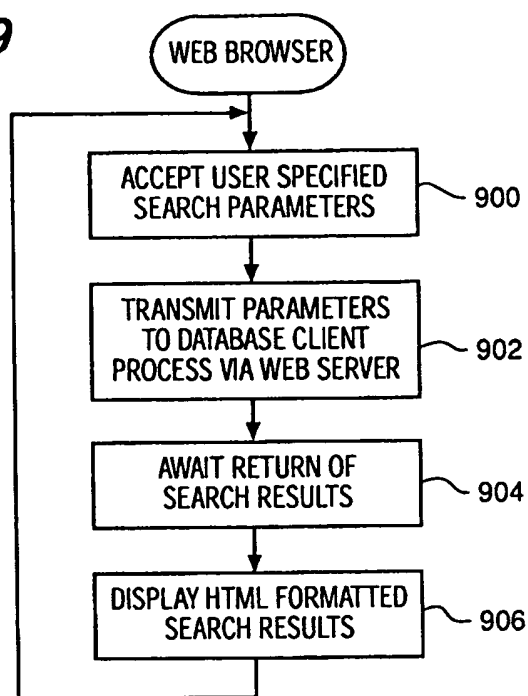 9
WEB BROWSER
ACCEPT USER SPECIFIED
SEARCH PARAMETERS
900
TRANSMIT PARAMETERS
TO DATABASE CLIENT
PROCESS VIA WEB SERVER
902
AWAIT RETURN OF
SEARCH RESULTS
904
DISPLAY HTML FORMATTED
SEARCH RESULTS
906